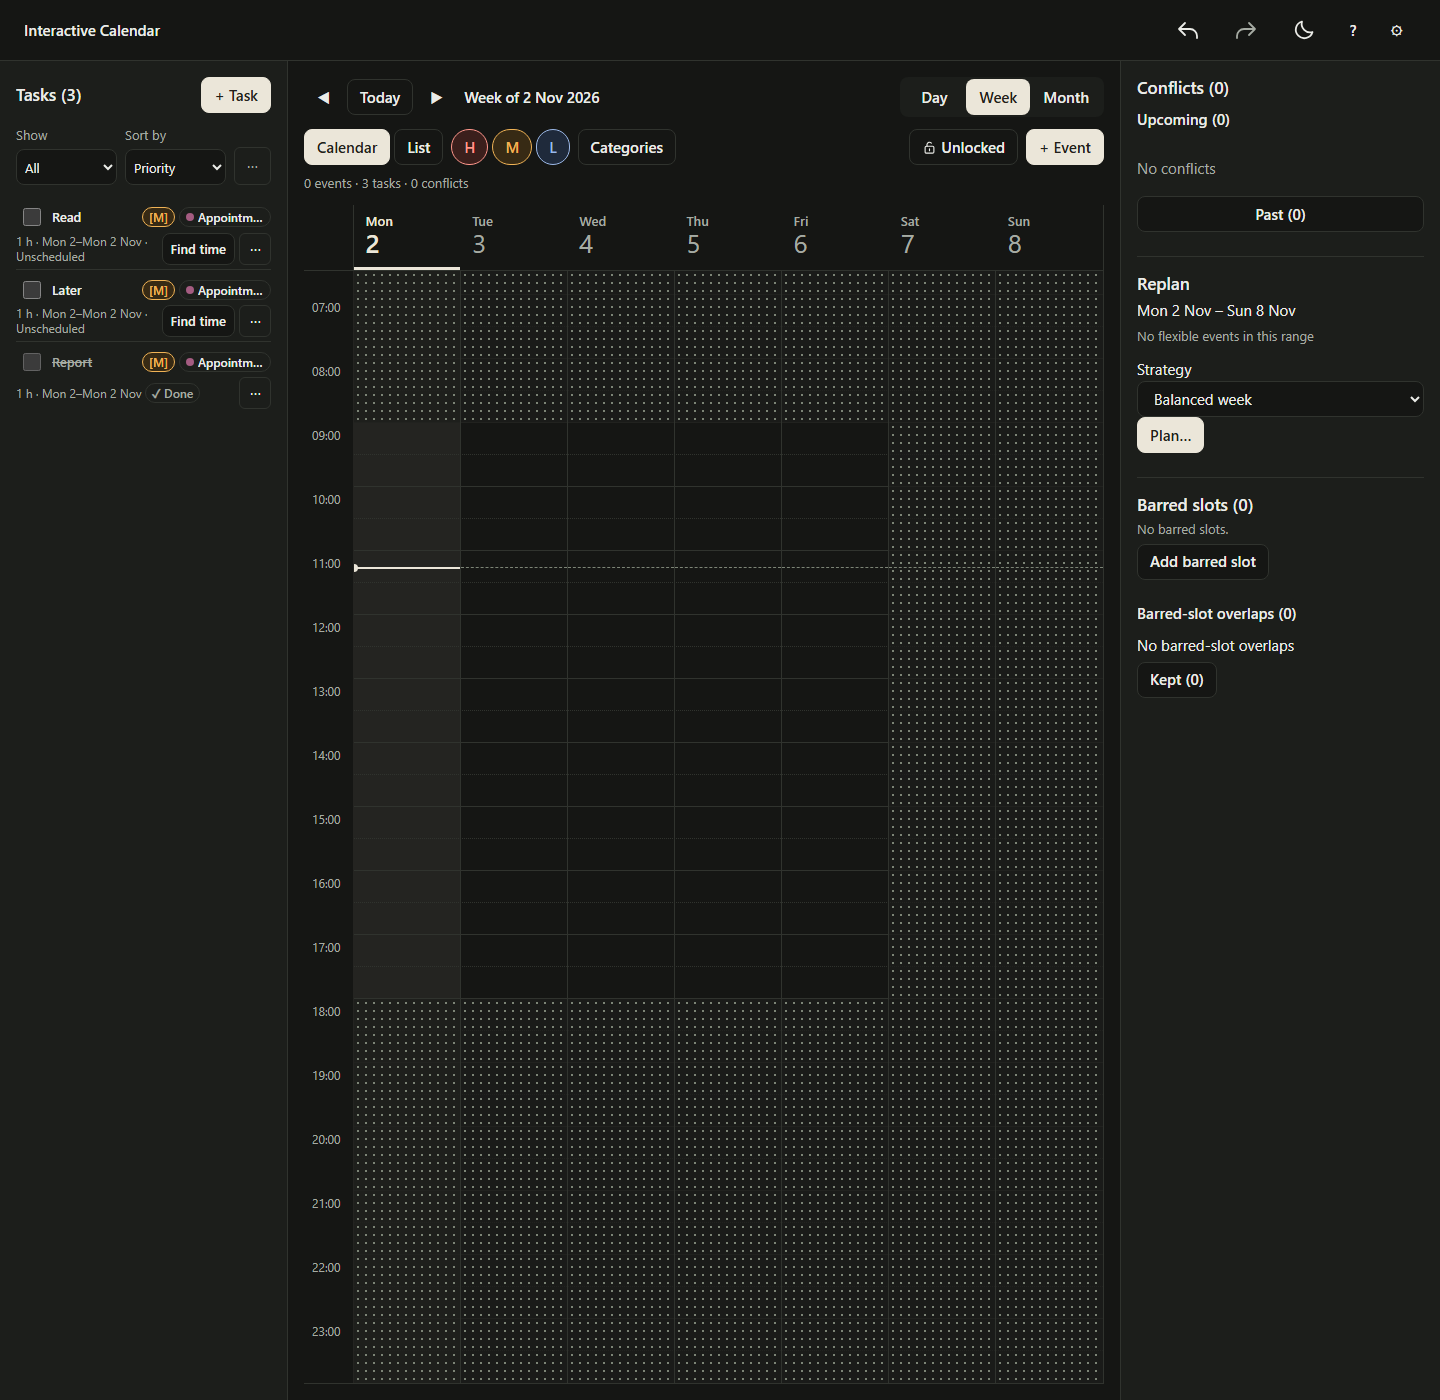 Interactive Calendar
?
Tasks (3)
+ Task
Show
Sort by
All
Priority
...
Read
[M]
Appointm...
1 h · Mon 2–Mon 2 Nov ·
Unscheduled
Find time
...
Later
[M]
Appointm...
1 h · Mon 2–Mon 2 Nov ·
Unscheduled
Find time
...
Report
[M]
Appointm...
1 h · Mon 2–Mon 2 Nov
✓ Done
...
◀
Today
▶
Week of 2 Nov 2026
Day
Week
Month
Calendar
List
H
M
L
Categories
Unlocked
+ Event
0 events · 3 tasks · 0 conflicts
Mon
2
Tue
3
Wed
4
Thu
5
Fri
6
Sat
7
Sun
8
07:00
08:00
09:00
10:00
11:00
12:00
13:00
14:00
15:00
16:00
17:00
18:00
19:00
20:00
21:00
22:00
23:00
Conflicts (0)
Upcoming (0)
No conflicts
Past (0)
Replan
Mon 2 Nov – Sun 8 Nov
No flexible events in this range
Strategy
Balanced week
Plan...
Barred slots (0)
No barred slots.
Add barred slot
Barred-slot overlaps (0)
No barred-slot overlaps
Kept (0)